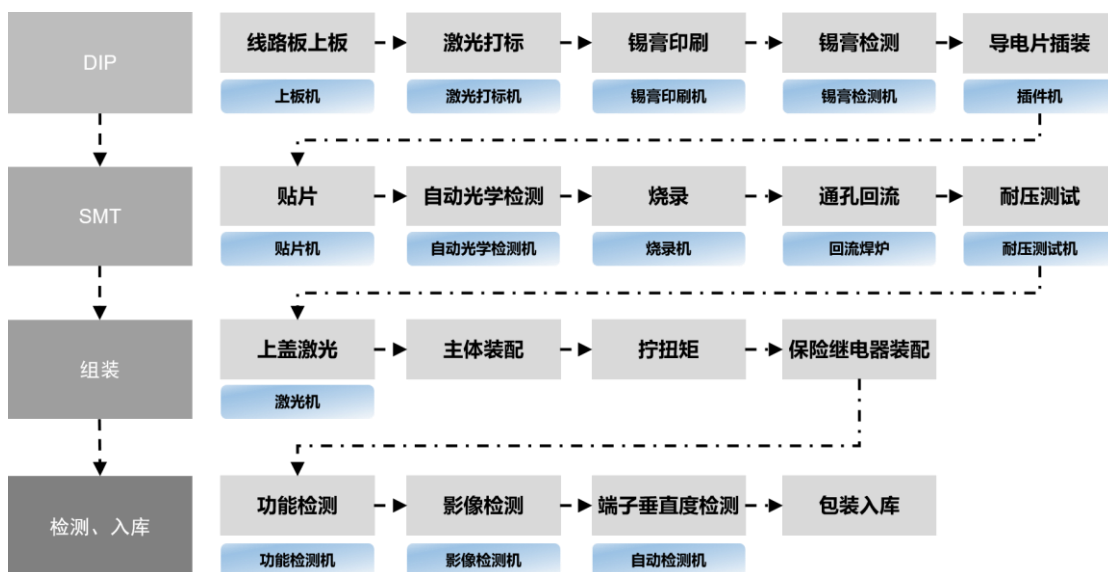 DIP
线路板上板
激光打标
锡膏印刷
锡膏检测
导电片插装
上板机
激光打标机
锡膏印刷机
锡膏检测机
插件机
SMT
贴片
自动光学检测
烧录
通孔回流
耐压测试
贴片机
自动光学检测机
烧录机
回流焊炉
耐压测试机
组装
上盖激光
主体装配
拧扭矩
保险继电器装配
激光机
检测、入库
功能检测
影像检测
端子垂直度检测
包装入库
功能检测机
影像检测机
自动检测机